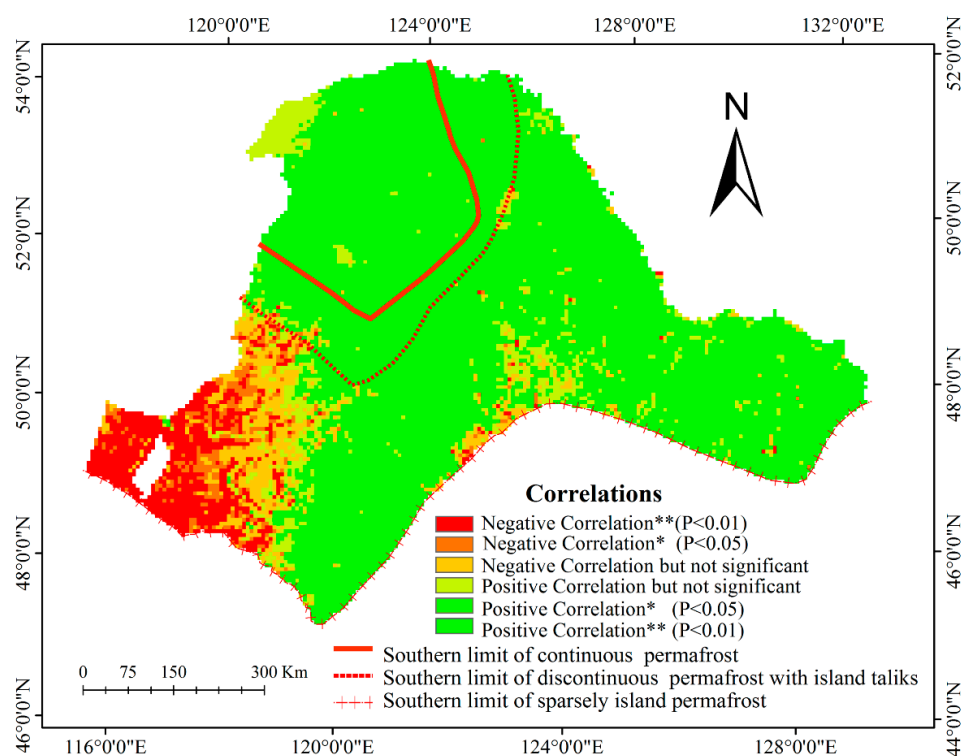 120°0'0"E 124°0'0"E 128°0'0"E 132°0'0"E
54°0'0"N
52°0'0"N
50°0'0"N
48°0'0"N
46°0'0"N
52°0'0"N
50°0'0"N
48°0'0"N
46°0'0"N
44°0'0"N
N
Correlations
Negative Correlation**(P<0.01)
Negative Correlation* (P<0.05)
Negative Correlation but not significant
Positive Correlation but not significant
Positive Correlation* (P<0.05)
Positive Correlation** (P<0.01)
Southern limit of continuous permafrost
Southern limit of discontinuous permafrost with island taliks
Southern limit of sparsely island permafrost
0 75 150 300 Km
116°0'0"E 120°0'0"E 124°0'0"E 128°0'0"E